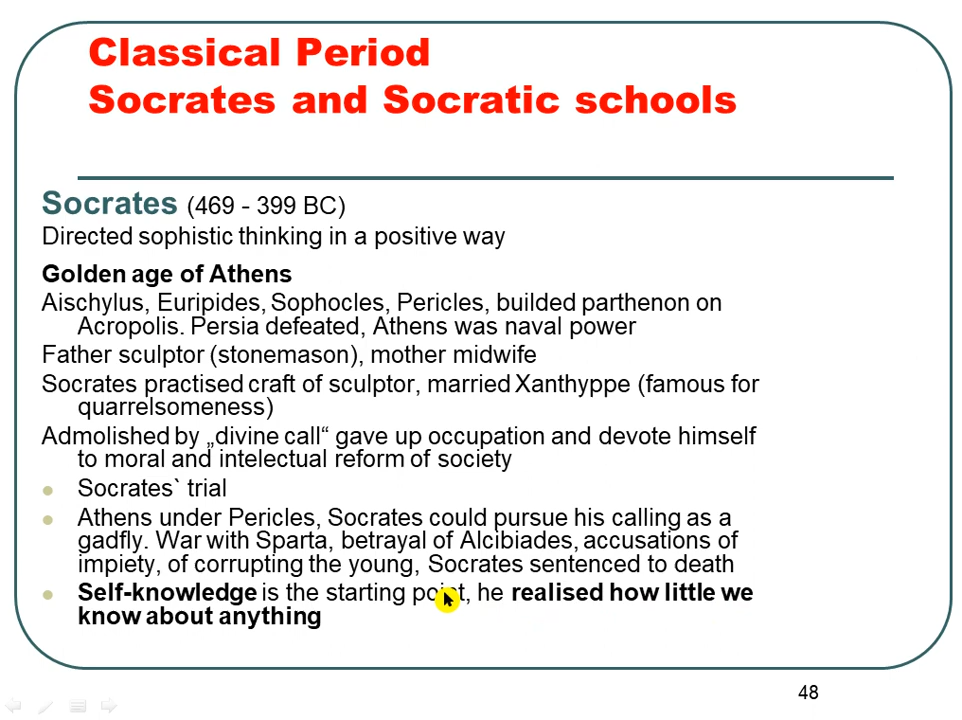 Classical Period
Socrates and Socratic schools
Socrates (469 - 399 BC)
Directed sophistic thinking in a positive way
Golden age of Athens
Aischylus, Euripides, Sophocles, Pericles, builded parthenon on
Acropolis. Persia defeated, Athens was naval power
Father sculptor (stonemason), mother midwife
Socrates practised craft of sculptor, married Xanthyppe (famous for
quarrelsomeness)
Admolished by „divine call“ gave up occupation and devote himself
to moral and intelectual reform of society
Socrates` trial
Athens under Pericles, Socrates could pursue his calling as a
gadfly. War with Sparta, betrayal of Alcibiades, accusations of
impiety, of corrupting the young, Socrates sentenced to death
Self-knowledge is the starting point, he realised how little we
know about anything
48